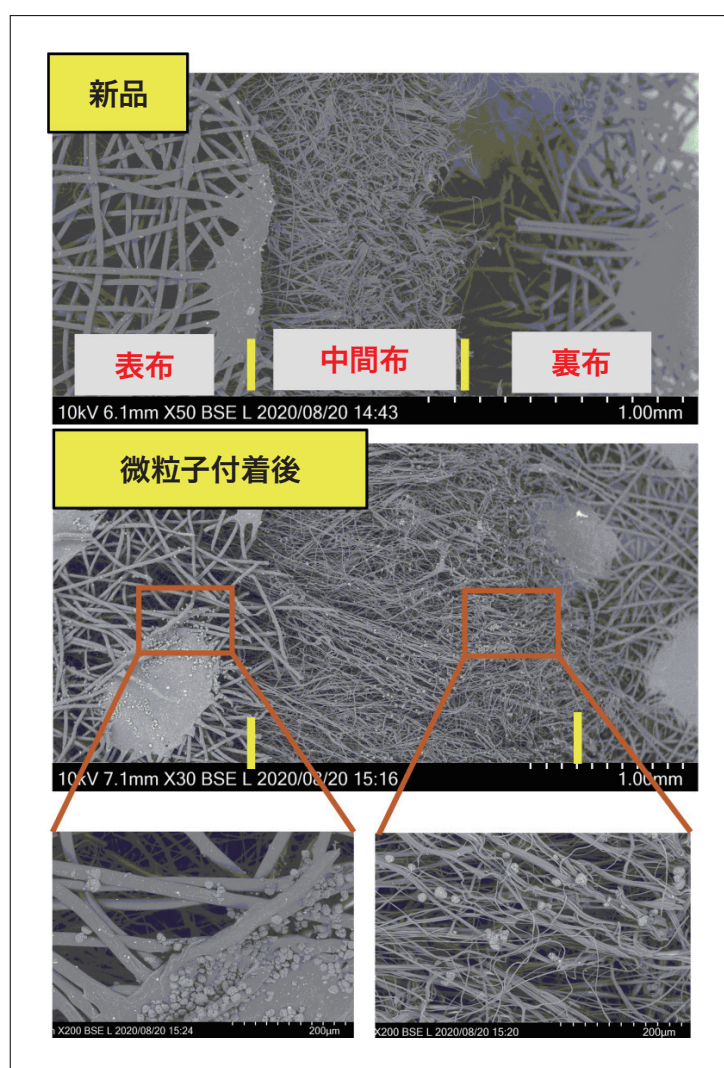 新品
表布
中間布
裏布
10kV 6.1mm X50 BSE L 2020/08/20 14:43
1.00mm
微粒子付着後
10kV 7.1mm X30 BSE L 2020/08/20 15:16
1.00mm
X200 BSE L 2020/08/20 15:24
200μm
X200 BSE L 2020/08/20 15:20
200μm